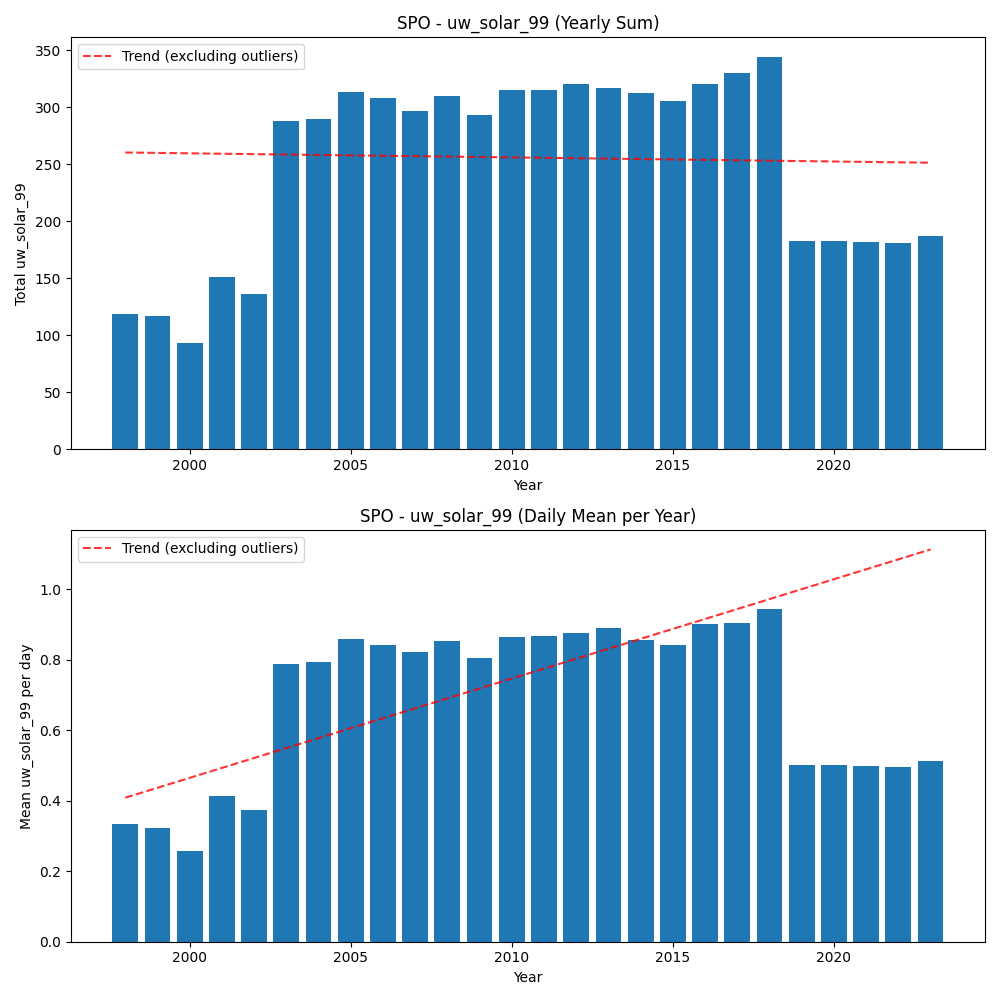 SPO - uw_solar_99 (Yearly Sum)
Trend (excluding outliers)
350
300
250
200
150
100
50
0
Total uw_solar_99
2000 2005 2010 2015 2020
Year
SPO - uw_solar_99 (Daily Mean per Year)
Trend (excluding outliers)
1.0
0.8
0.6
0.4
0.2
0.0
Mean uw_solar_99 per day
2000 2005 2010 2015 2020
Year